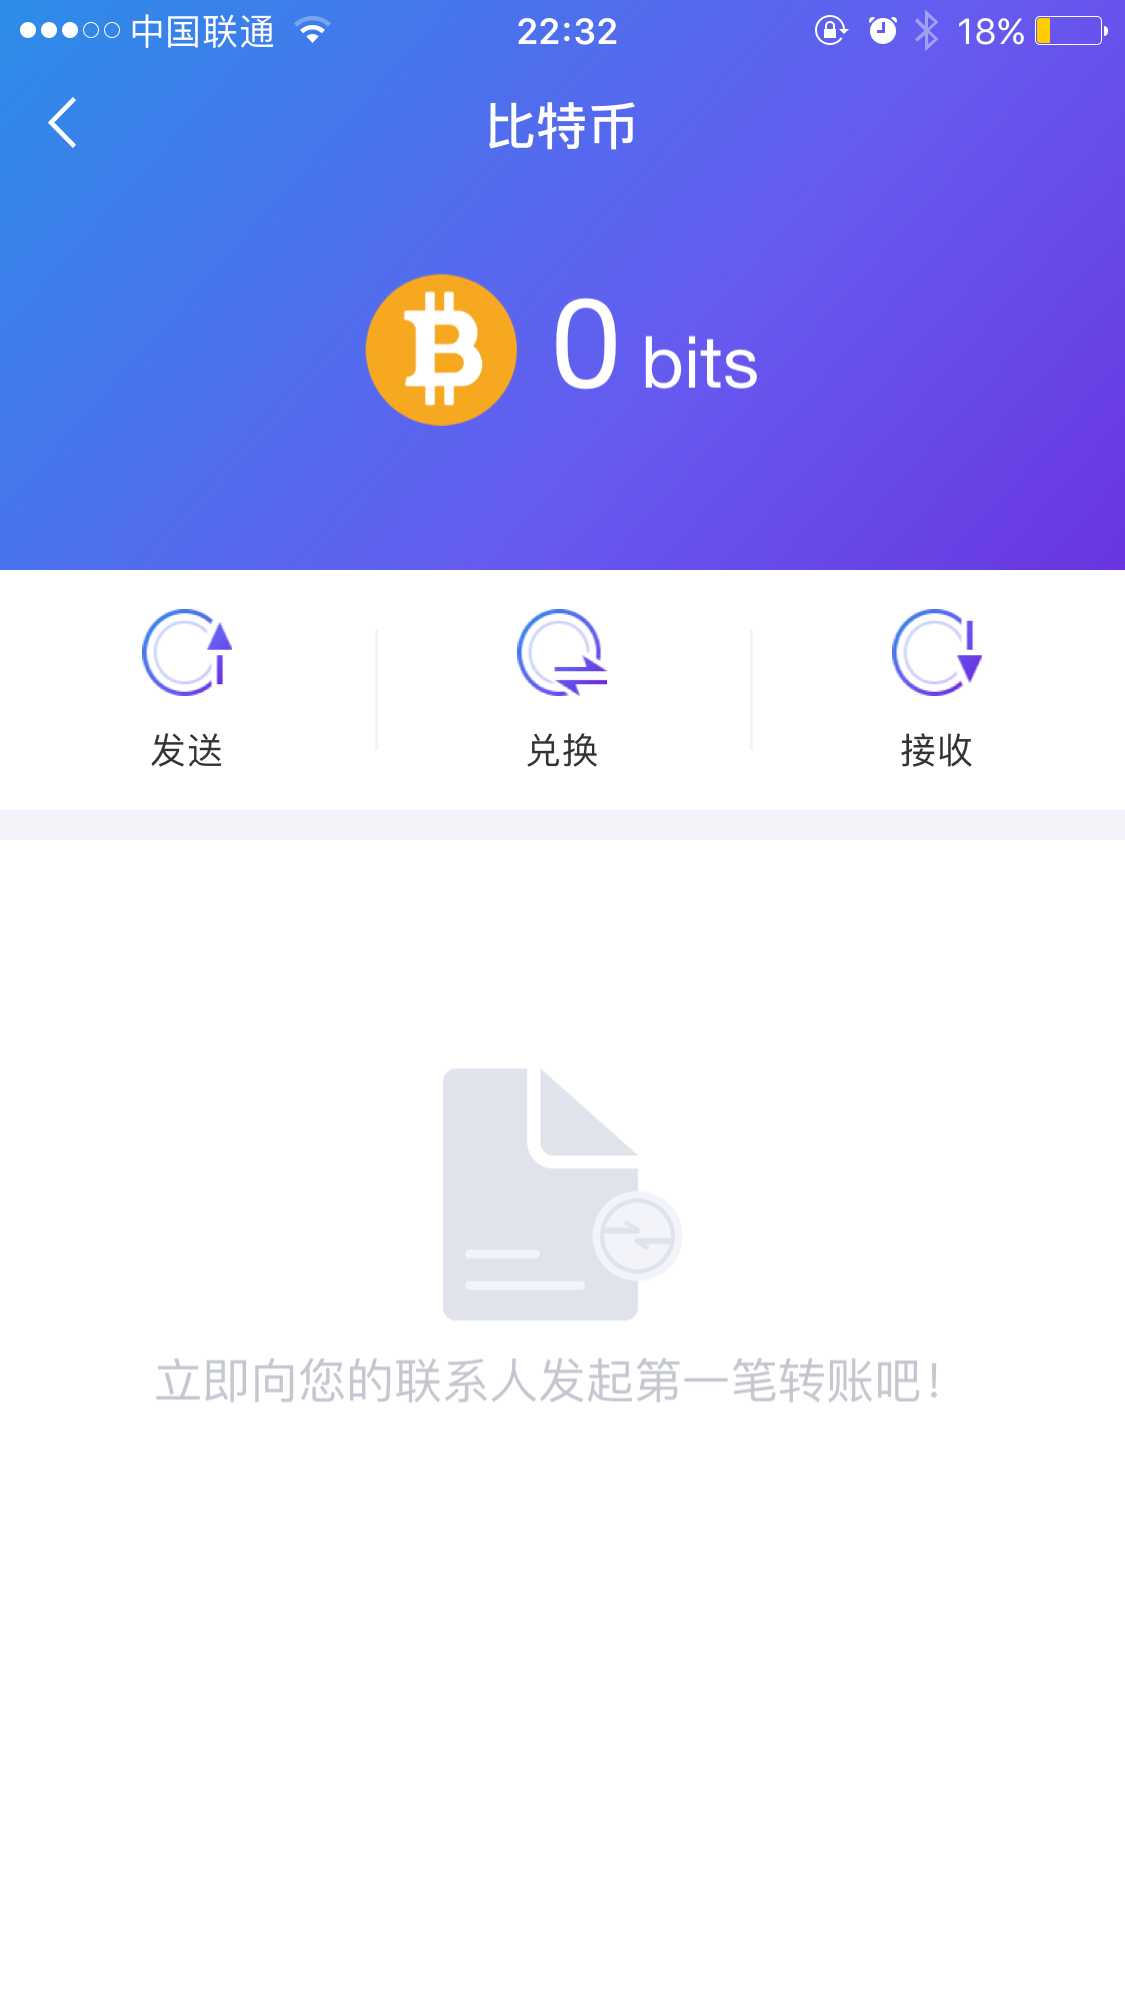 中国联通 22:32 18%
比特币
0 bits
发送 兑换 接收
立即向您的联系人发起第一笔转账吧！